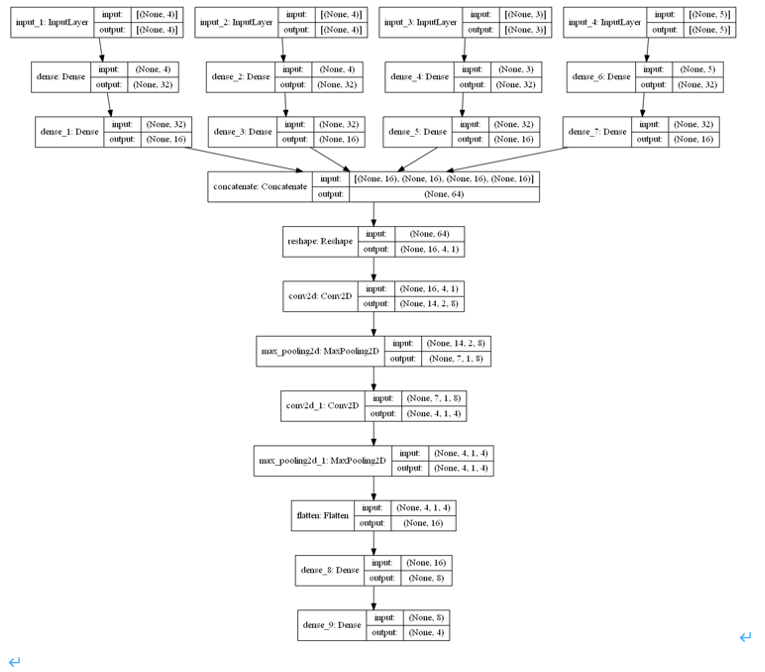 input_1: InputLayer input: [(None, 4)] output: [(None, 4)]
input_2: InputLayer input: [(None, 4)] output: [(None, 4)]
input_3: InputLayer input: [(None, 3)] output: [(None, 3)]
input_4: InputLayer input: [(None, 5)] output: [(None, 5)]
dense: Dense input: (None, 4) output: (None, 32)
dense_2: Dense input: (None, 4) output: (None, 32)
dense_4: Dense input: (None, 3) output: (None, 32)
dense_6: Dense input: (None, 5) output: (None, 32)
dense_1: Dense input: (None, 32) output: (None, 16)
dense_3: Dense input: (None, 32) output: (None, 16)
dense_5: Dense input: (None, 32) output: (None, 16)
dense_7: Dense input: (None, 32) output: (None, 16)
concatenate: Concatenate input: [(None, 16), (None, 16), (None, 16), (None, 16)] output: (None, 64)
reshape: Reshape input: (None, 64) output: (None, 16, 4, 1)
conv2d: Conv2D input: (None, 16, 4, 1) output: (None, 14, 2, 8)
max_pooling2d: MaxPooling2D input: (None, 14, 2, 8) output: (None, 7, 1, 8)
conv2d_1: Conv2D input: (None, 7, 1, 8) output: (None, 4, 1, 4)
max_pooling2d_1: MaxPooling2D input: (None, 4, 1, 4) output: (None, 4, 1, 4)
flatten: Flatten input: (None, 4, 1, 4) output: (None, 16)
dense_8: Dense input: (None, 16) output: (None, 8)
dense_9: Dense input: (None, 8) output: (None, 4)